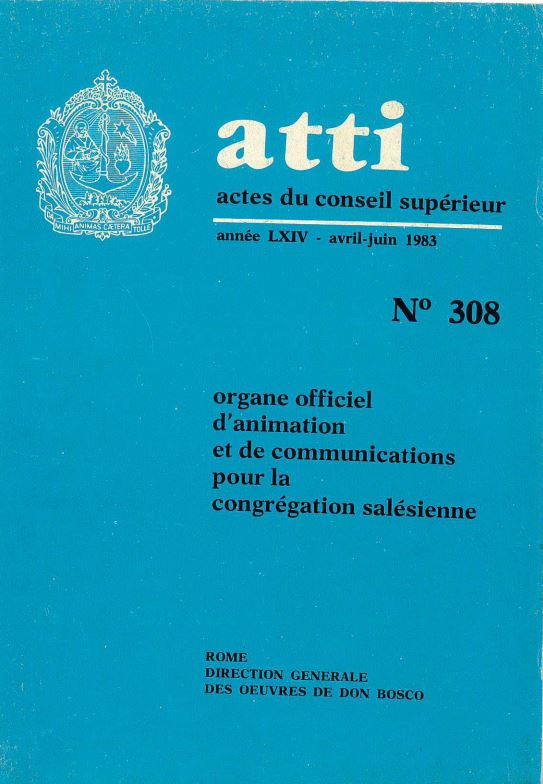 atti
actes du conseil supérieur
année LXIV - avril-juin 1983
Nº 308
organe officiel
d'animation
et de communications
pour la
congrégation salésienne
ROME
DIRECTION GENERALE
DES OEUVRES DE DON BOSCO
DA MIHI ANIMAS CÆTERA TOLLE